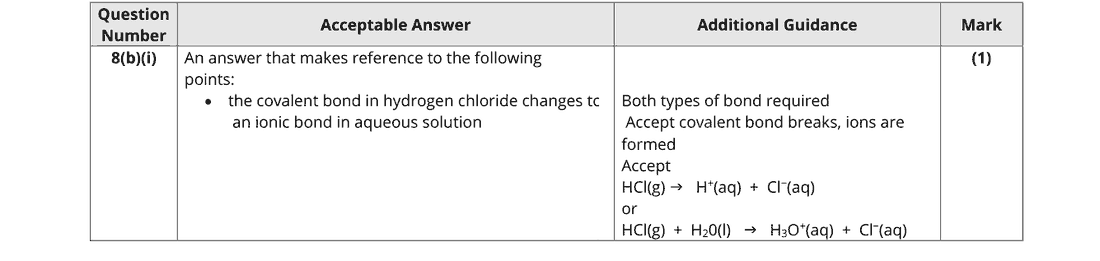 Question Number Acceptable Answer Additional Guidance Mark
8(b)(i) An answer that makes reference to the following (1)
points:
• the covalent bond in hydrogen chloride changes tc Both types of bond required
an ionic bond in aqueous solution Accept covalent bond breaks, ions are
formed
Accept
HCl(g) → H⁺(aq) + Cl⁻(aq)
or
HCl(g) + H₂0(l) → H₃O⁺(aq) + Cl⁻(aq)